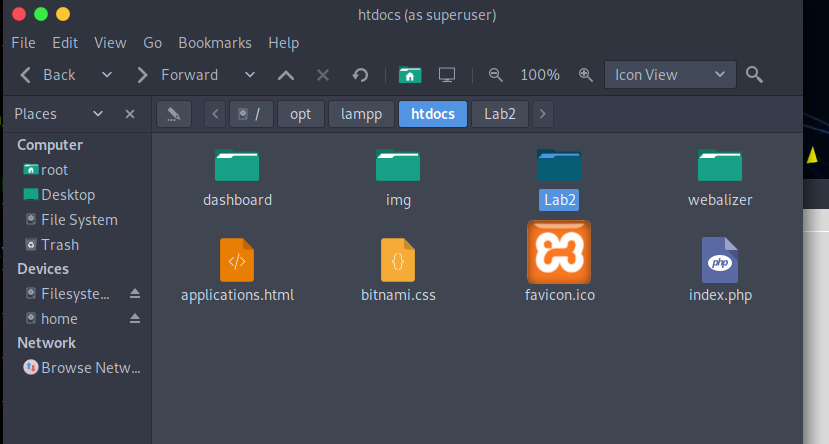 htdocs (as superuser)
File Edit View Go Bookmarks Help
Back Forward 100% Icon View
Places / opt lampp htdocs Lab2
Computer
root
Desktop
File System
Trash
Devices
Filesyste...
home
Network
Browse Netw...
dashboard img Lab2 webalizer
</> {} php
applications.html bitnami.css favicon.ico index.php